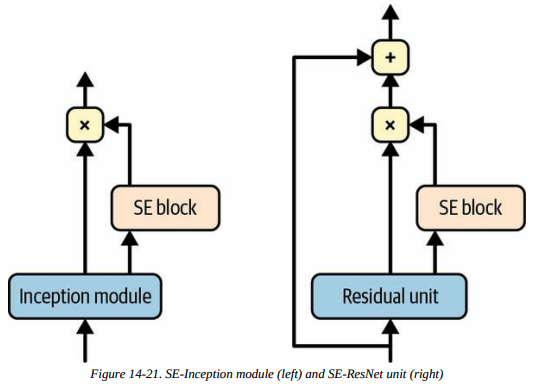 +
×
×
SE block
SE block
Inception module
Residual unit
Figure 14-21. SE-Inception module (left) and SE-ResNet unit (right)